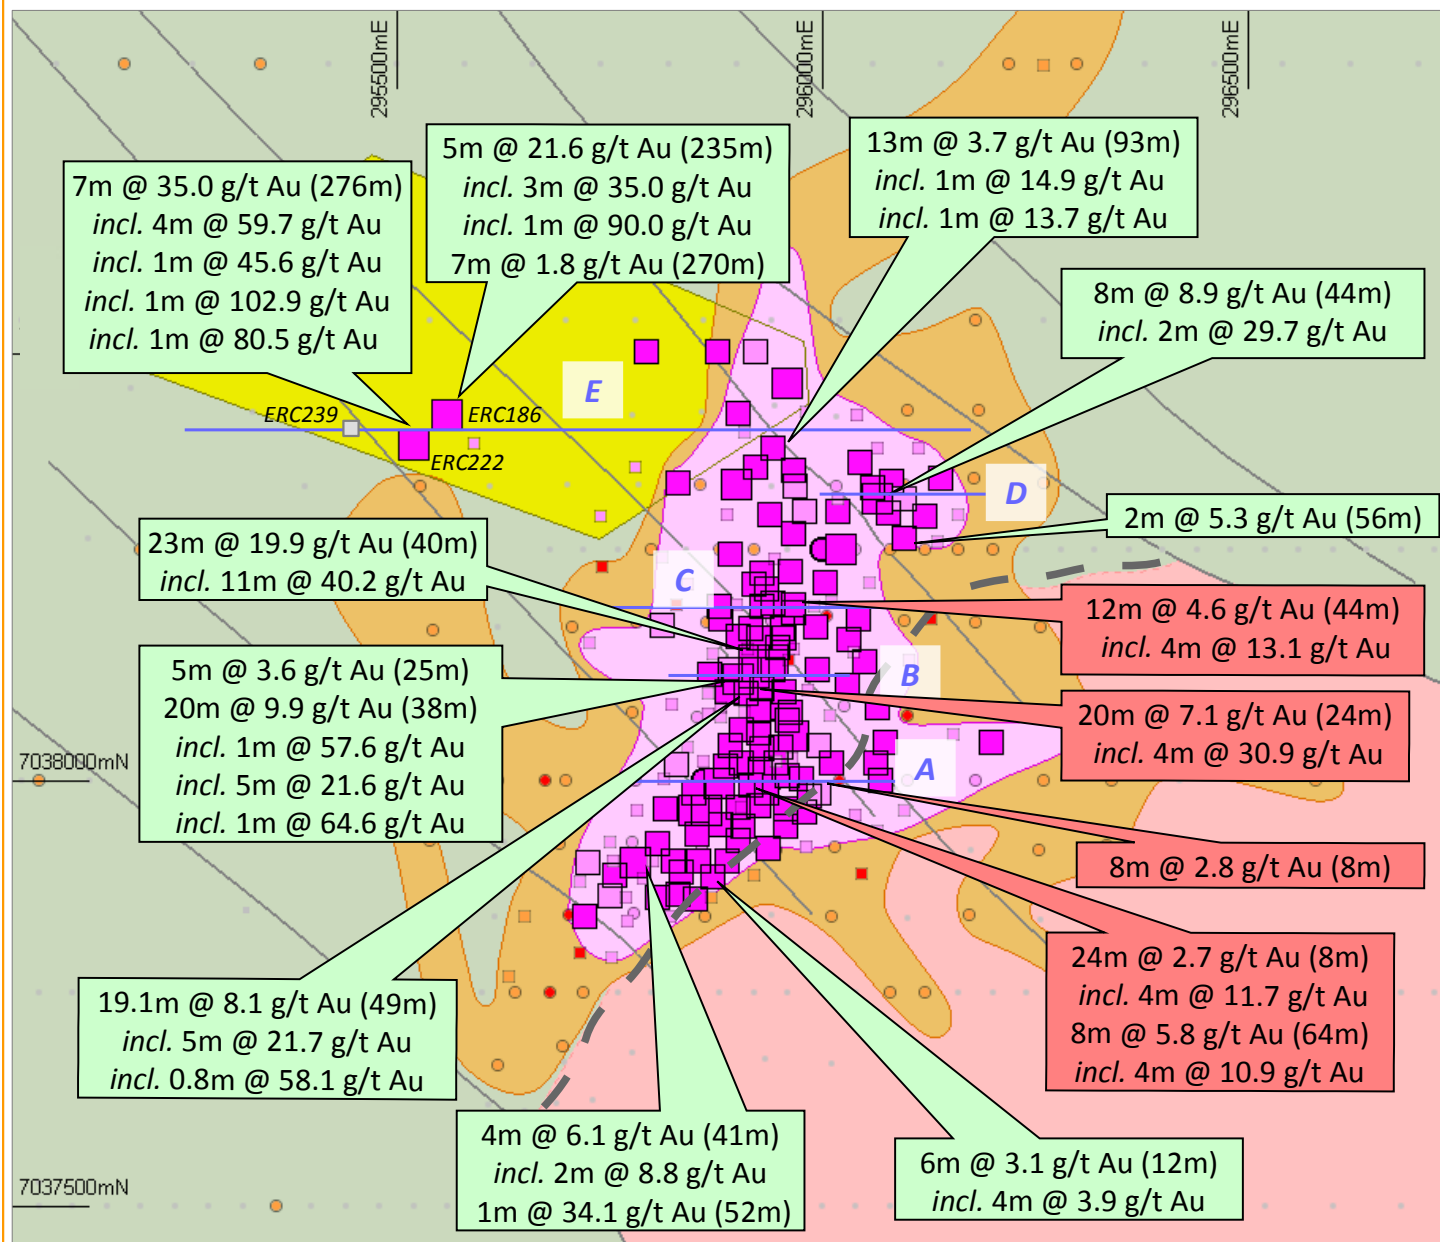 295500mE
296000mE
296500mE
7m @ 35.0 g/t Au (276m)
incl. 4m @ 59.7 g/t Au
incl. 1m @ 45.6 g/t Au
incl. 1m @ 102.9 g/t Au
incl. 1m @ 80.5 g/t Au
5m @ 21.6 g/t Au (235m)
incl. 3m @ 35.0 g/t Au
incl. 1m @ 90.0 g/t Au
7m @ 1.8 g/t Au (270m)
13m @ 3.7 g/t Au (93m)
incl. 1m @ 14.9 g/t Au
incl. 1m @ 13.7 g/t Au
8m @ 8.9 g/t Au (44m)
incl. 2m @ 29.7 g/t Au
E
ERC239
ERC186
ERC222
D
2m @ 5.3 g/t Au (56m)
23m @ 19.9 g/t Au (40m)
incl. 11m @ 40.2 g/t Au
C
12m @ 4.6 g/t Au (44m)
incl. 4m @ 13.1 g/t Au
5m @ 3.6 g/t Au (25m)
20m @ 9.9 g/t Au (38m)
incl. 1m @ 57.6 g/t Au
incl. 5m @ 21.6 g/t Au
incl. 1m @ 64.6 g/t Au
B
20m @ 7.1 g/t Au (24m)
incl. 4m @ 30.9 g/t Au
7038000mN
A
8m @ 2.8 g/t Au (8m)
24m @ 2.7 g/t Au (8m)
incl. 4m @ 11.7 g/t Au
8m @ 5.8 g/t Au (64m)
incl. 4m @ 10.9 g/t Au
19.1m @ 8.1 g/t Au (49m)
incl. 5m @ 21.7 g/t Au
incl. 0.8m @ 58.1 g/t Au
4m @ 6.1 g/t Au (41m)
incl. 2m @ 8.8 g/t Au
1m @ 34.1 g/t Au (52m)
6m @ 3.1 g/t Au (12m)
incl. 4m @ 3.9 g/t Au
7037500mN